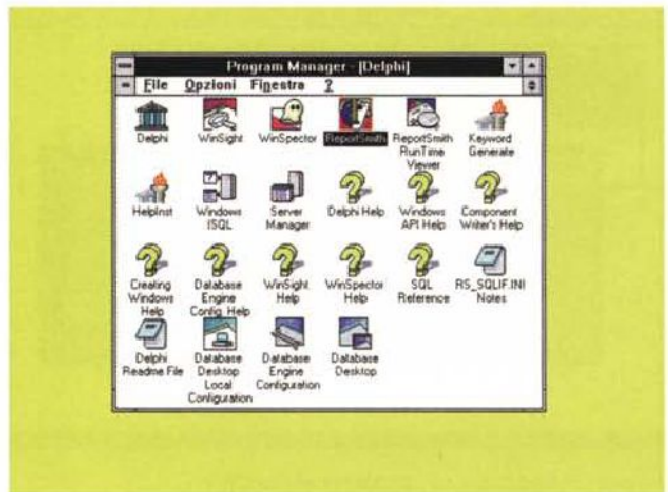 Program Manager - [Delphi]
File Opzioni Finestra ?
Delphi
WinSight
WinSpector
ReportSmith
ReportSmith
RunTime
Viewer
Keyword
Generate
HelpInst
Windows
ISQL
Server
Manager
Delphi Help
Windows
API Help
Component
Writer's Help
Creating
Windows
Help
Database
Engine
Config. Help
WinSight
Help
WinSpector
Help
SQL
Reference
RS_SQLIF.INI
Notes
Delphi
Readme File
Database
Desktop
Local
Configuration
Database
Engine
Configuration
Database
Desktop